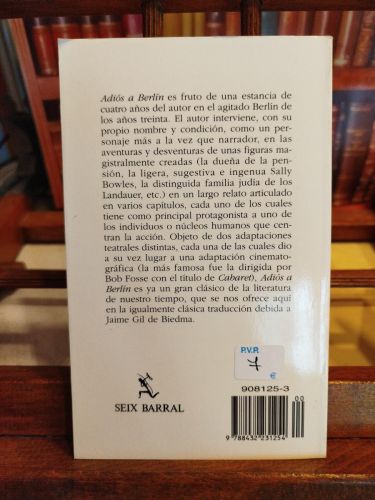 Adiós a Berlín es fruto de una estancia de
cuatro años del autor en el agitado Berlín de
los años treinta. El autor interviene, con su
propio nombre y condición, como un per-
sonaje más a la vez que narrador, en las
aventuras y desventuras de unas figuras ma-
gistralmente creadas (la dueña de la pen-
sión, la ligera, sugestiva e ingenua Sally
Bowles, la distinguida familia judía de los
Landauer, etc.) en un largo relato articulado
en varios capítulos, cada uno de los cuales
tiene como principal protagonista a uno de
los individuos o núcleos humanos que cen-
tran la acción. Objeto de dos adaptaciones
teatrales distintas, cada una de las cuales dio
a su vez lugar a una adaptación cinemato-
gráfica (la más famosa fue la dirigida por
Bob Fosse con el título de Cabaret), Adiós a
Berlín es ya un gran clásico de la literatura
de nuestro tiempo, que se nos ofrece aquí
en la igualmente clásica traducción debida a
Jaime Gil de Biedma.
P.V.P.
7
€
908125-3
00
SEIX BARRAL
9 788432 231254